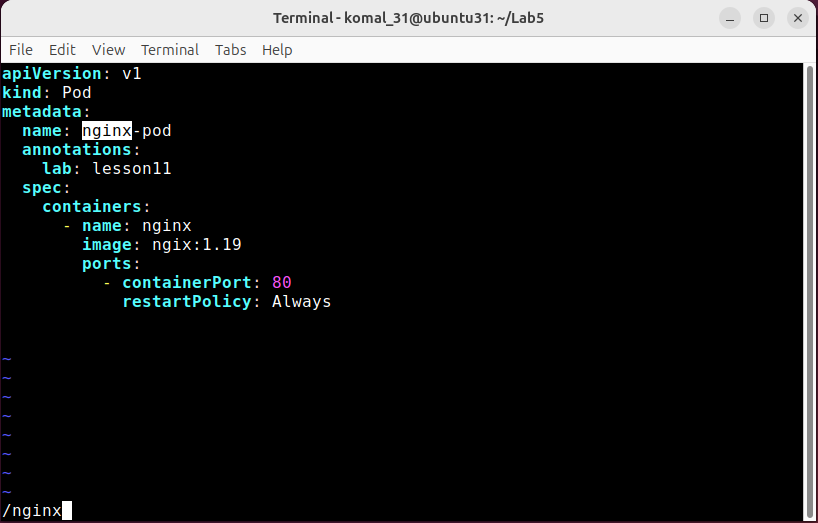 Terminal - komal_31@ubuntu31: ~/Lab5
File Edit View Terminal Tabs Help
apiVersion: v1
kind: Pod
metadata:
  name: nginx-pod
  annotations:
    lab: lesson11
  spec:
    containers:
      - name: nginx
        image: ngix:1.19
        ports:
          - containerPort: 80
            restartPolicy: Always
~
~
~
~
~
~
~
~
/nginx